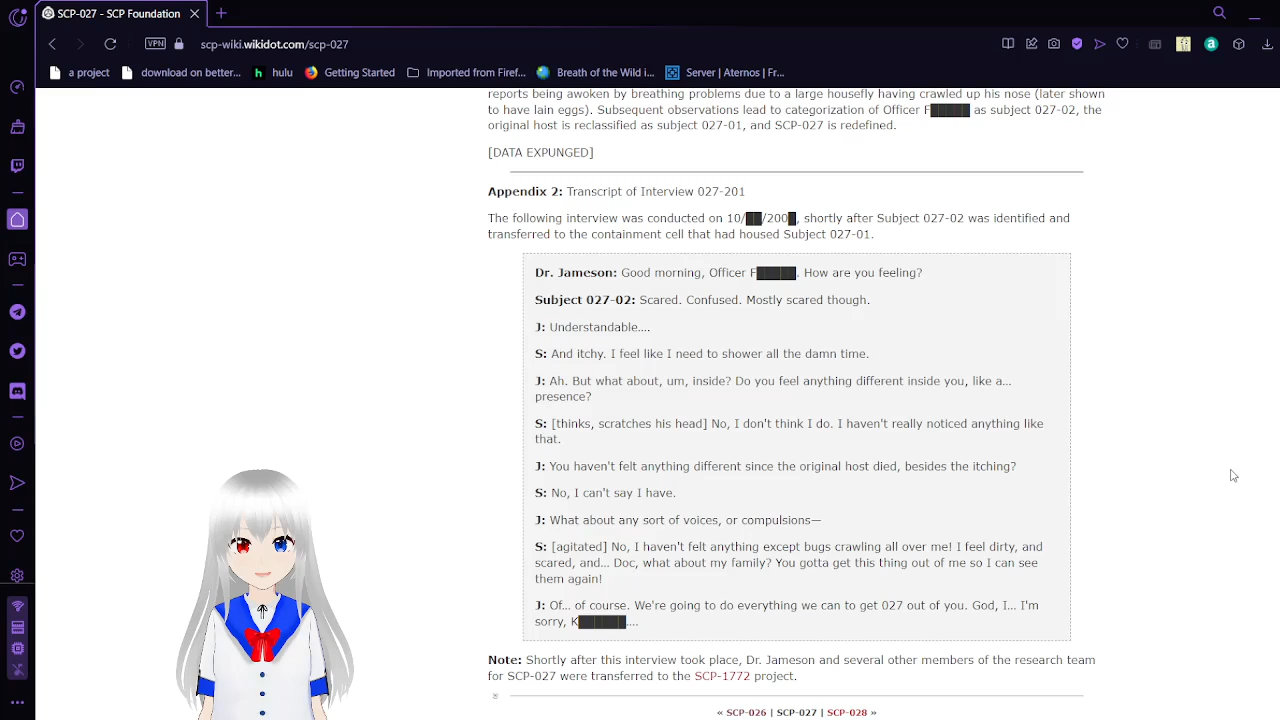 SCP-027 - SCP Foundation
VPN
scp-wiki.wikidot.com/scp-027
a
a project
download on better...
h hulu
Getting Started
Imported from Firef...
Breath of the Wild i...
Server | Aternos | Fr...
reports being awoken by breathing problems due to a large housefly having crawled up his nose (later shown
to have lain eggs). Subsequent observations lead to categorization of Officer F█████ as subject 027-02, the
original host is reclassified as subject 027-01, and SCP-027 is redefined.
[DATA EXPUNGED]
Appendix 2: Transcript of Interview 027-201
The following interview was conducted on 10/██/200█, shortly after Subject 027-02 was identified and
transferred to the containment cell that had housed Subject 027-01.
Dr. Jameson: Good morning, Officer F█████. How are you feeling?
Subject 027-02: Scared. Confused. Mostly scared though.
J: Understandable....
S: And itchy. I feel like I need to shower all the damn time.
J: Ah. But what about, um, inside? Do you feel anything different inside you, like a…
presence?
S: [thinks, scratches his head] No, I don't think I do. I haven't really noticed anything like
that.
J: You haven't felt anything different since the original host died, besides the itching?
S: No, I can't say I have.
J: What about any sort of voices, or compulsions—
S: [agitated] No, I haven't felt anything except bugs crawling all over me! I feel dirty, and
scared, and… Doc, what about my family? You gotta get this thing out of me so I can see
them again!
J: Of… of course. We're going to do everything we can to get 027 out of you. God, I… I'm
sorry, K██████....
Note: Shortly after this interview took place, Dr. Jameson and several other members of the research team
for SCP-027 were transferred to the SCP-1772 project.
« SCP-026 | SCP-027 | SCP-028 »